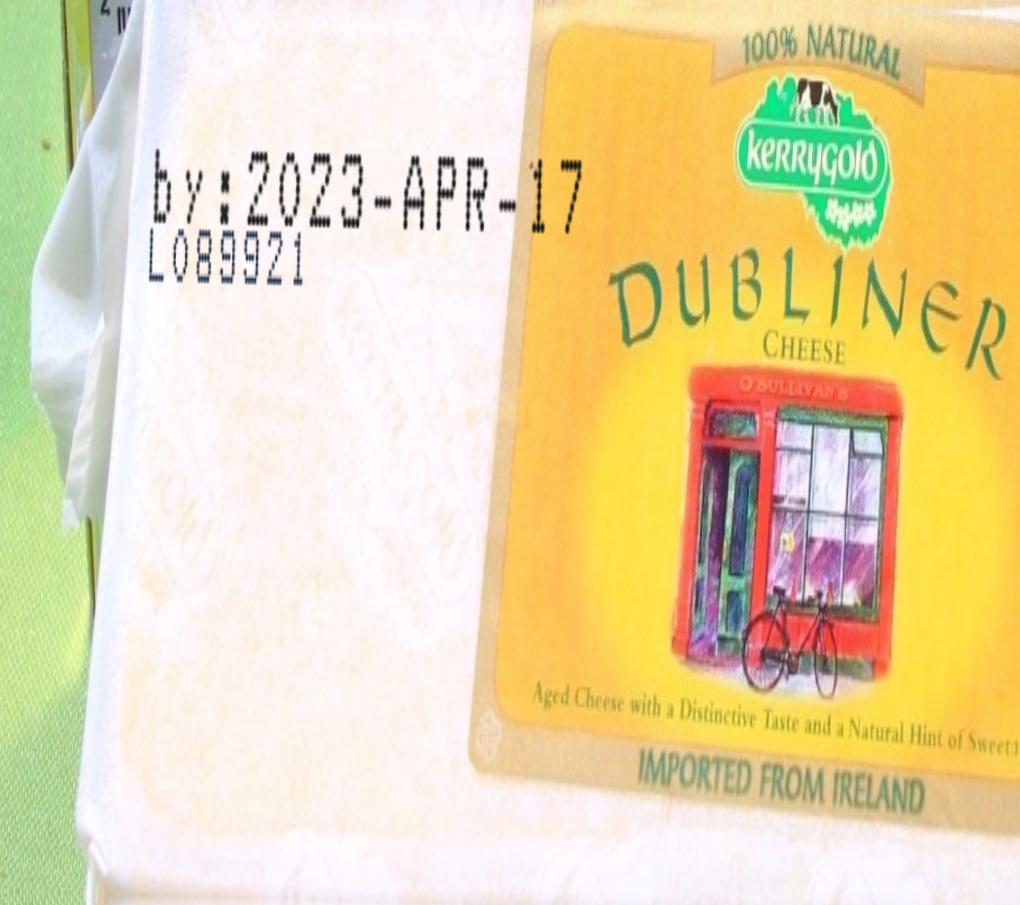 by:2023-APR-17
L089921
100% NATURAL
kerrygold
DUBLINER
CHEESE
O'SULLIVAN'S
Aged Cheese with a Distinctive Taste and a Natural Hint of
IMPORTED FROM IRELAND